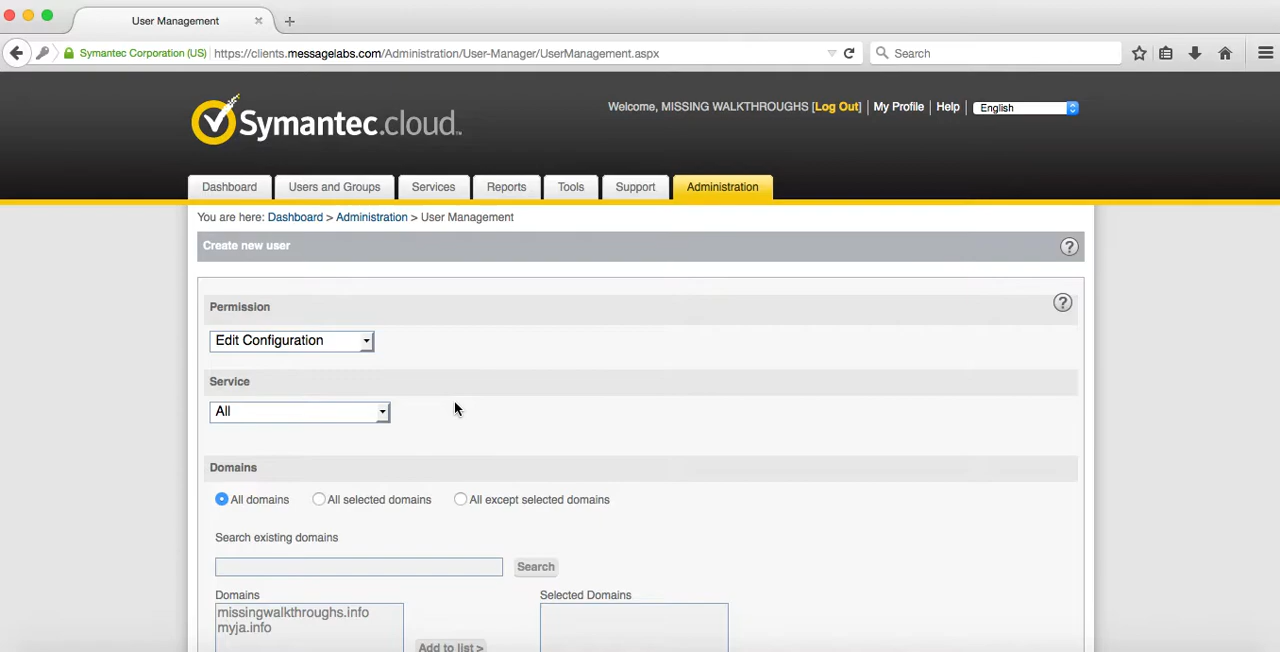 User Management
Symantec Corporation (US) https://clients.messagelabs.com/Administration/User-Manager/UserManagement.aspx Search
Symantec.cloud™ Welcome, MISSING WALKTHROUGHS [Log Out] My Profile Help English
Dashboard Users and Groups Services Reports Tools Support Administration
You are here: Dashboard > Administration > User Management
Create new user ?
Permission ?
Edit Configuration
Service
All
Domains
All domains All selected domains All except selected domains
Search existing domains
Search
Domains Selected Domains
missingwalkthroughs.info
myja.info
Add to list >